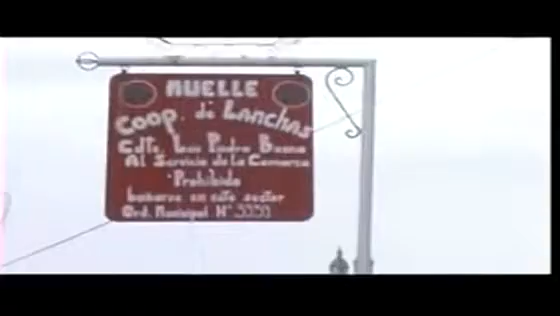 MUELLE
COOP. de Lanchas
Cdte. Luis Piedra Buena
Al Servicio de La Comarca
Prohibido
bañarse en este sector
Ord. Municipal N° 3333